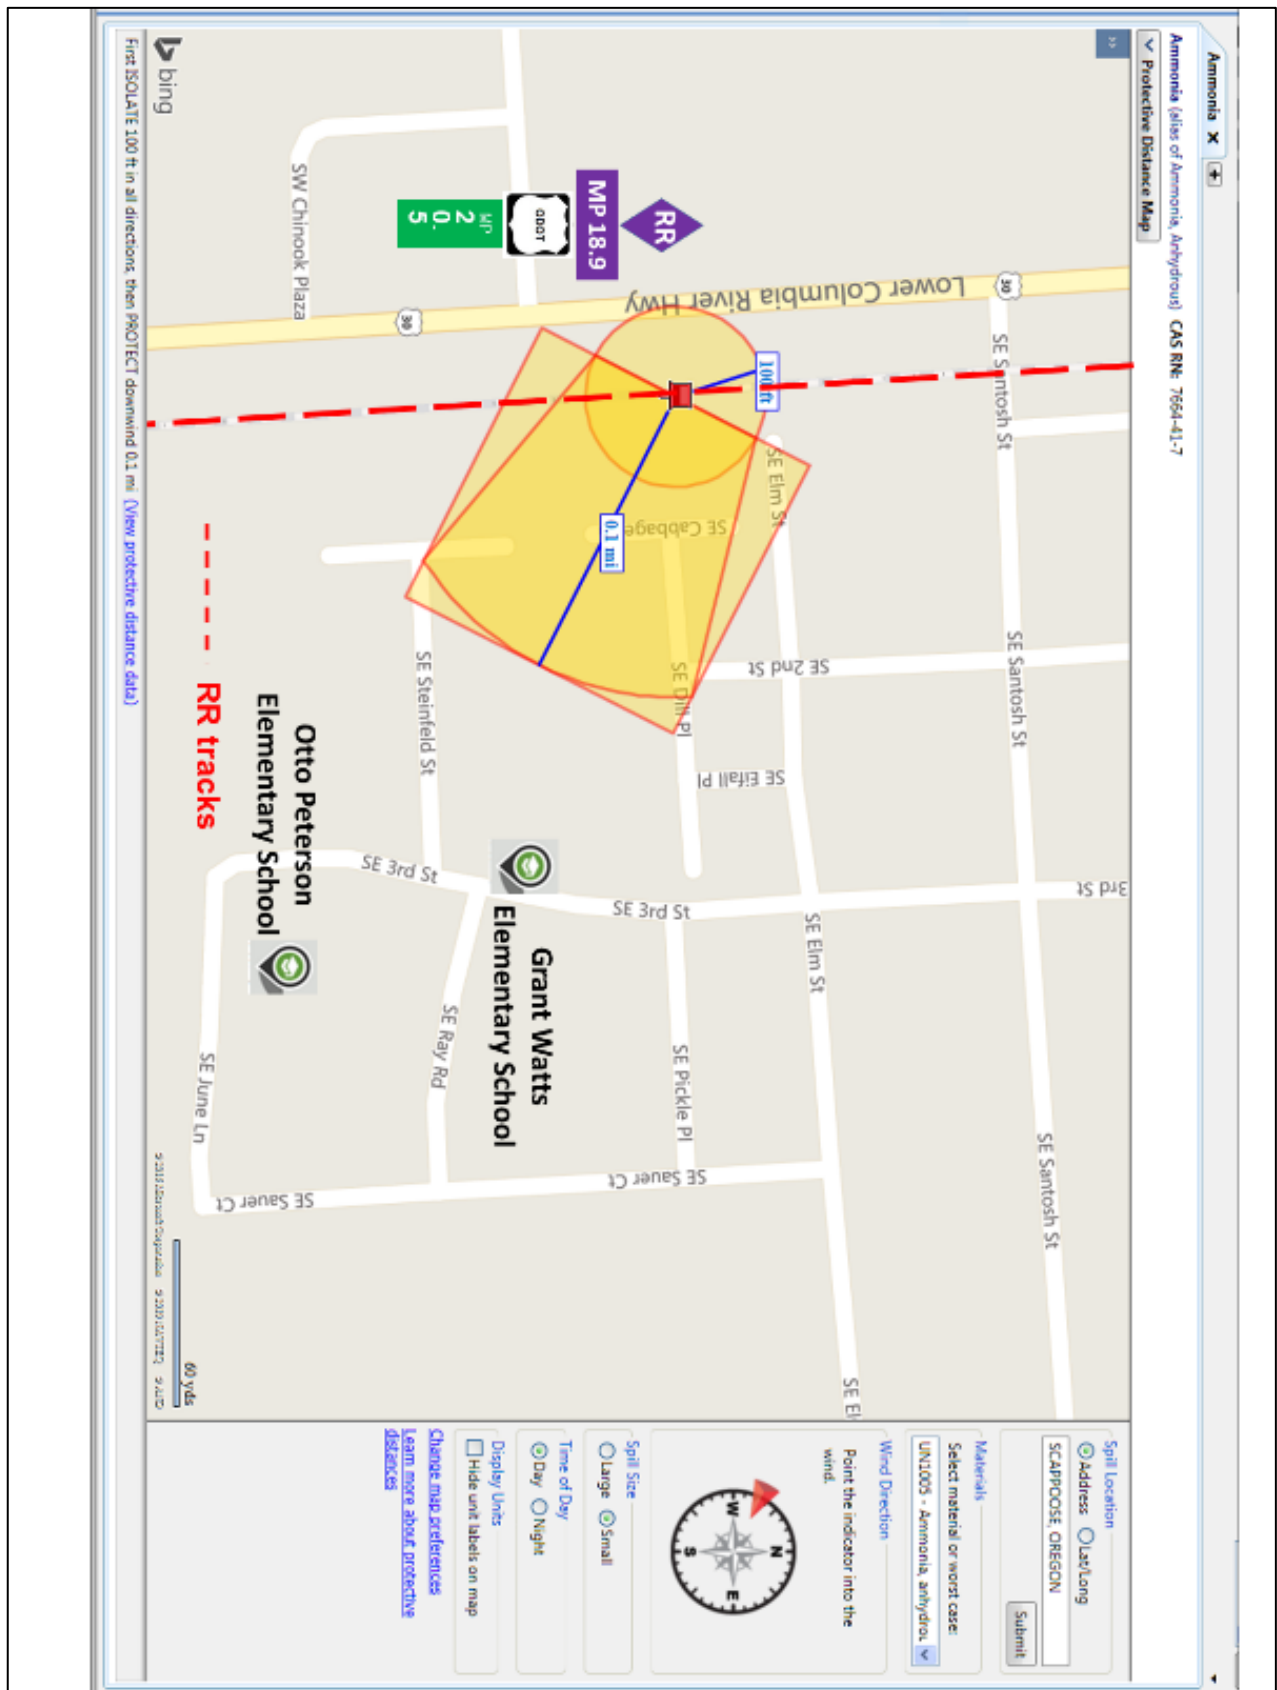 Ammonia ✕ +
Ammonia (alias of Ammonia, Anhydrous) CAS RN: 7664-41-7
Protective Distance Map
>>
Spill Location
Address Lat/Long
SCAPPOOSE, OREGON
Submit
Materials
Select material or worst case:
UN1005 - Ammonia, anhydrou
Wind Direction
Point the indicator into the
wind.
N
W
E
S
Spill Size
Large Small
Time of Day
Day Night
Display Units
Hide unit labels on map
Change map preferences
Learn more about protective
distances
SE Santosh St
SE Santosh St
SE Santosh St
3rd St
30
Lower Columbia River Hwy
SE Elm St
SE Elm St
SE El
SE 2nd St
100 ft
SE Eifall Pl
SE Cabbage
SE Dill Pl
SE Pickle Pl
SE 3rd St
SE Sauer Ct
RR
MP 18.9
0.1 mi
ODOT
MP
2
0.
5
Grant Watts
Elementary School
SE Steinfeld St
SE 3rd St
SE Ray Rd
30
SW Chinook Plaza
SE Sauer Ct
Otto Peterson
Elementary School
RR tracks
SE June Ln
60 yds
bing
First ISOLATE 100 ft in all directions, then PROTECT downwind 0.1 mi (View protective distance data)